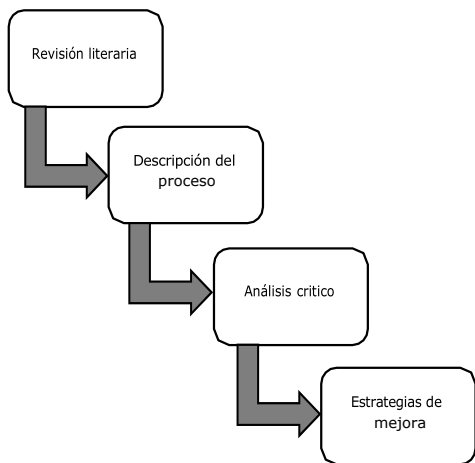 Revisión literaria
Descripción del
proceso
Análisis critico
Estrategias de
mejora